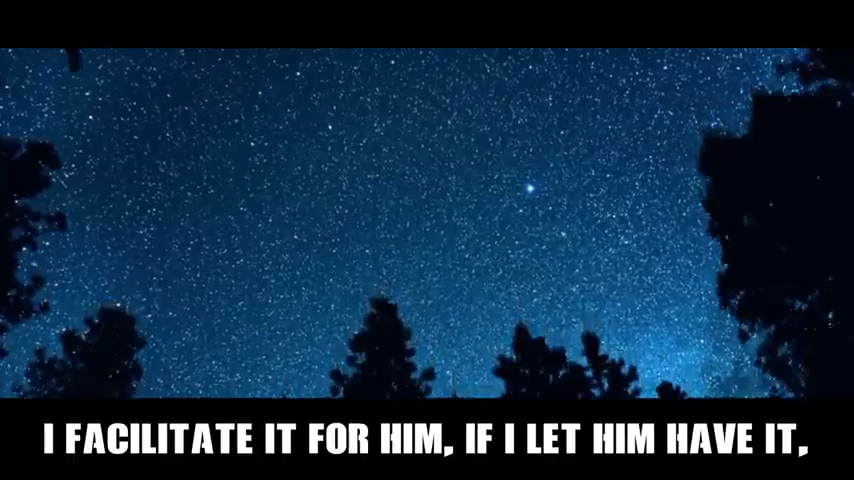 I FACILITATE IT FOR HIM, IF I LET HIM HAVE IT,